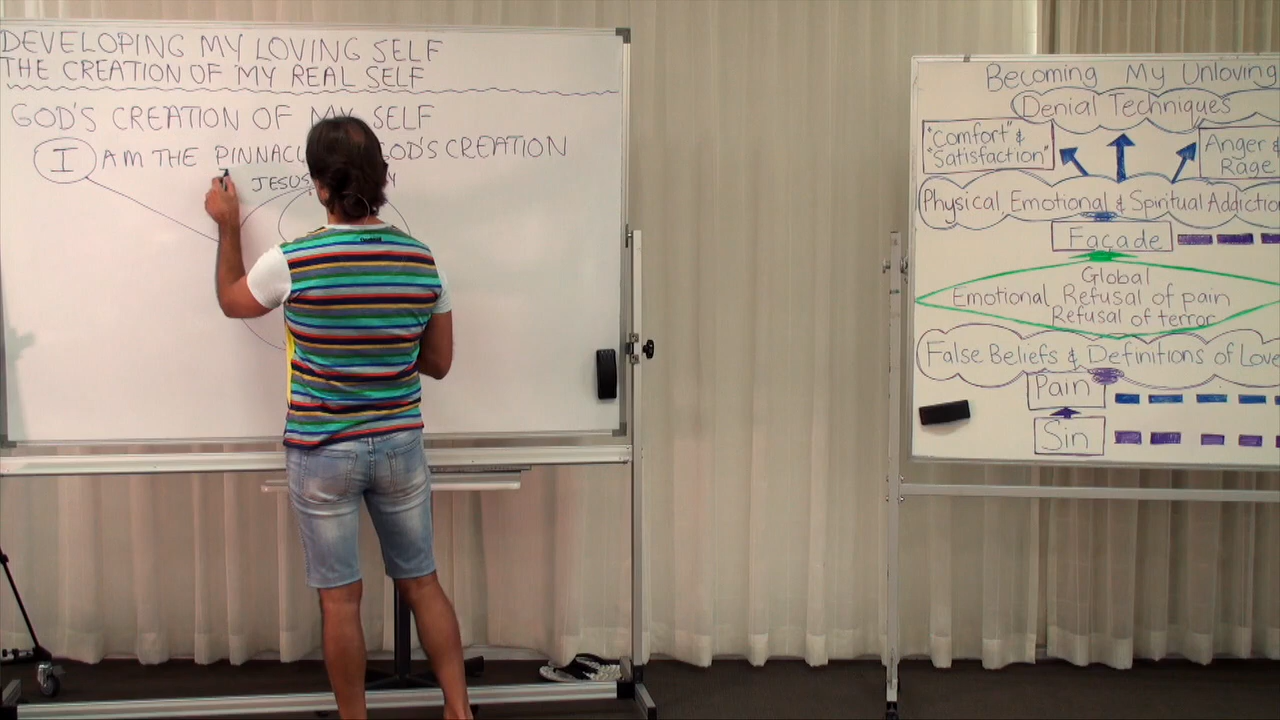 DEVELOPING MY LOVING SELF
THE CREATION OF MY REAL SELF
GOD'S CREATION OF MY SELF
I AM THE PINNAC GOD'S CREATION
JESUS
Becoming My Unloving
Denial Techniques
"Comfort" &
"Satisfaction"
Anger &
Rage
Physical Emotional & Spiritual Addictio
Façade
Global
Emotional Refusal of pain
Refusal of terror
False Beliefs & Definitions of Love
Pain
Sin